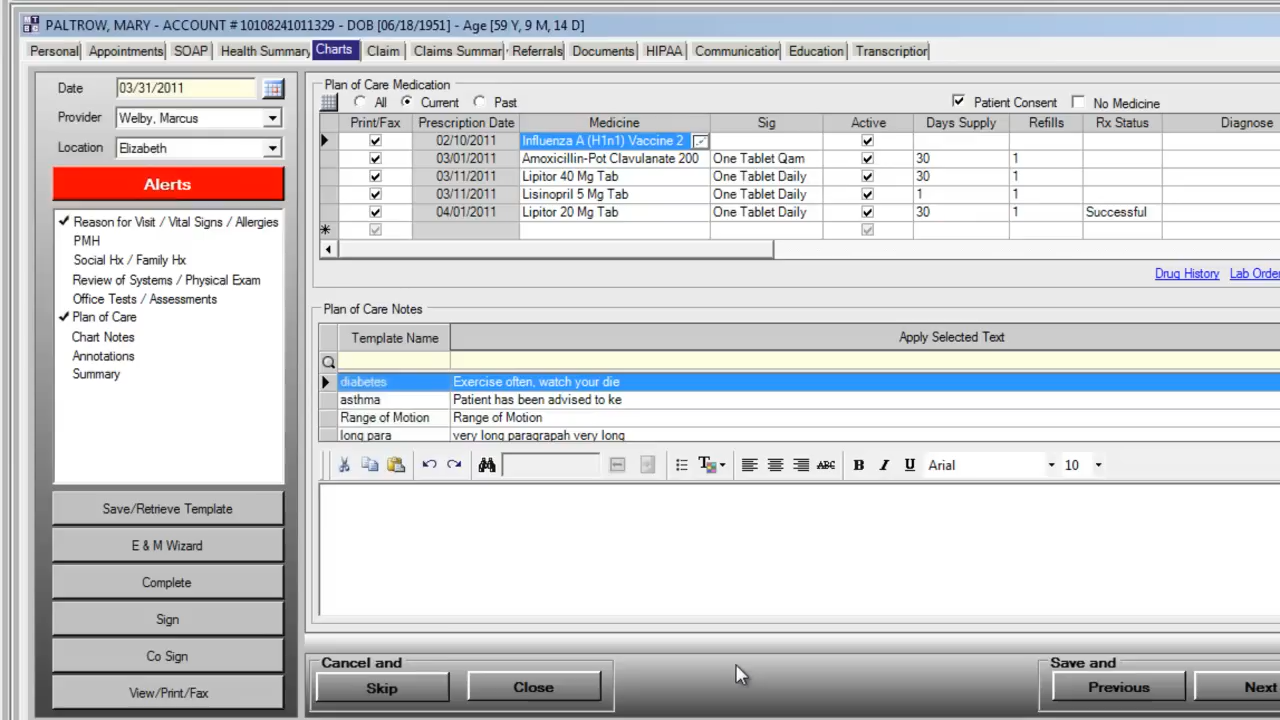 PALTROW, MARY - ACCOUNT # 10108241011329 - DOB [06/18/1951] - Age [59 Y, 9 M, 14 D]
Personal Appointments SOAP Health Summary Charts Claim Claims Summar Referrals Documents HIPAA Communication Education Transcription
Date 03/31/2011
Provider Welby, Marcus
Location Elizabeth
Alerts
Reason for Visit / Vital Signs / Allergies
PMH
Social Hx / Family Hx
Review of Systems / Physical Exam
Office Tests / Assessments
Plan of Care
Chart Notes
Annotations
Summary
Save/Retrieve Template
E & M Wizard
Complete
Sign
Co Sign
View/Print/Fax
Plan of Care Medication
All Current Past Patient Consent No Medicine
Print/Fax Prescription Date Medicine Sig Active Days Supply Refills Rx Status Diagnose
02/10/2011 Influenza A (H1n1) Vaccine 2
03/01/2011 Amoxicillin-Pot Clavulanate 200 One Tablet Qam 30 1
03/11/2011 Lipitor 40 Mg Tab One Tablet Daily 30 1
03/11/2011 Lisinopril 5 Mg Tab One Tablet Daily 1 1
04/01/2011 Lipitor 20 Mg Tab One Tablet Daily 30 1 Successful
Drug History Lab Order
Plan of Care Notes
Template Name Apply Selected Text
diabetes Exercise often, watch your die
asthma Patient has been advised to ke
Range of Motion Range of Motion
long para very long paragrapah very long
ABC B I U Arial 10
Cancel and
Skip Close
Save and
Previous Next